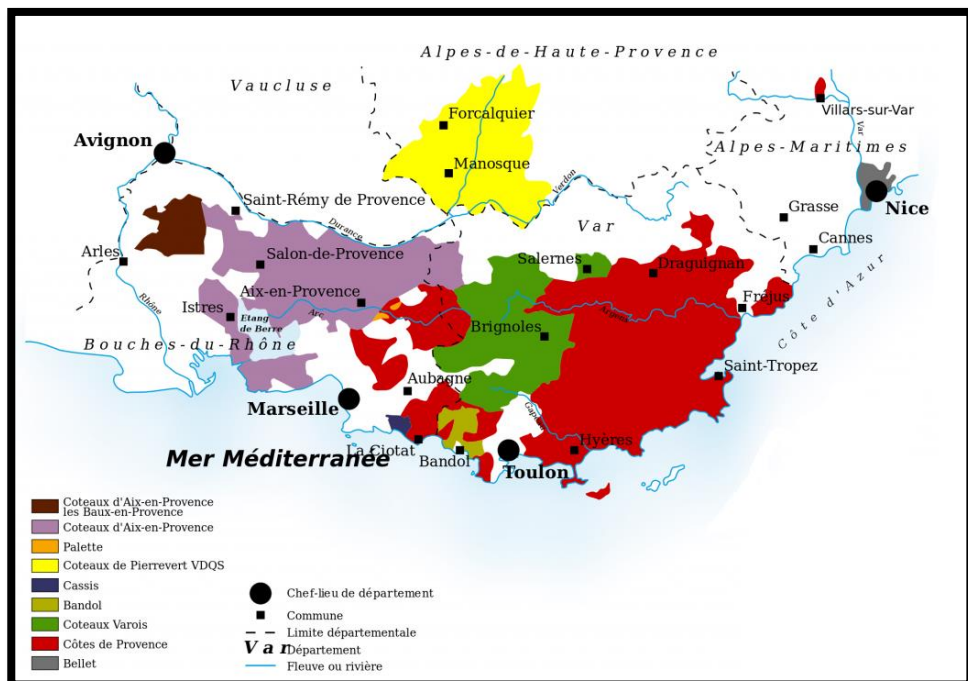 Alpes-de-Haute-Provence
Vaucluse
Forcalquier
Villars-sur-Var
Var
Avignon
Alpes-Maritimes
Manosque
Verdon
Saint-Rémy de Provence
Grasse
Nice
Durance
Var
Cannes
Arles
Salon-de-Provence
Salernes
Draguignan
Côte d'Azur
Rhône
Istres
Aix-en-Provence
Fréjus
Etang
de Berre
Arc
Argens
Brignoles
Bouches-du-Rhône
Saint-Tropez
Aubagne
Marseille
Gapeau
La Ciotat
Hyères
Mer Méditerranée
Bandol
Toulon
Coteaux d'Aix-en-Provence
les Baux-en-Provence
Coteaux d'Aix-en-Provence
Palette
Coteaux de Pierrevert VDQS
Cassis
Bandol
Coteaux Varois
Côtes de Provence
Bellet
Chef-lieu de département
Commune
Limite départementale
Var Département
Fleuve ou rivière